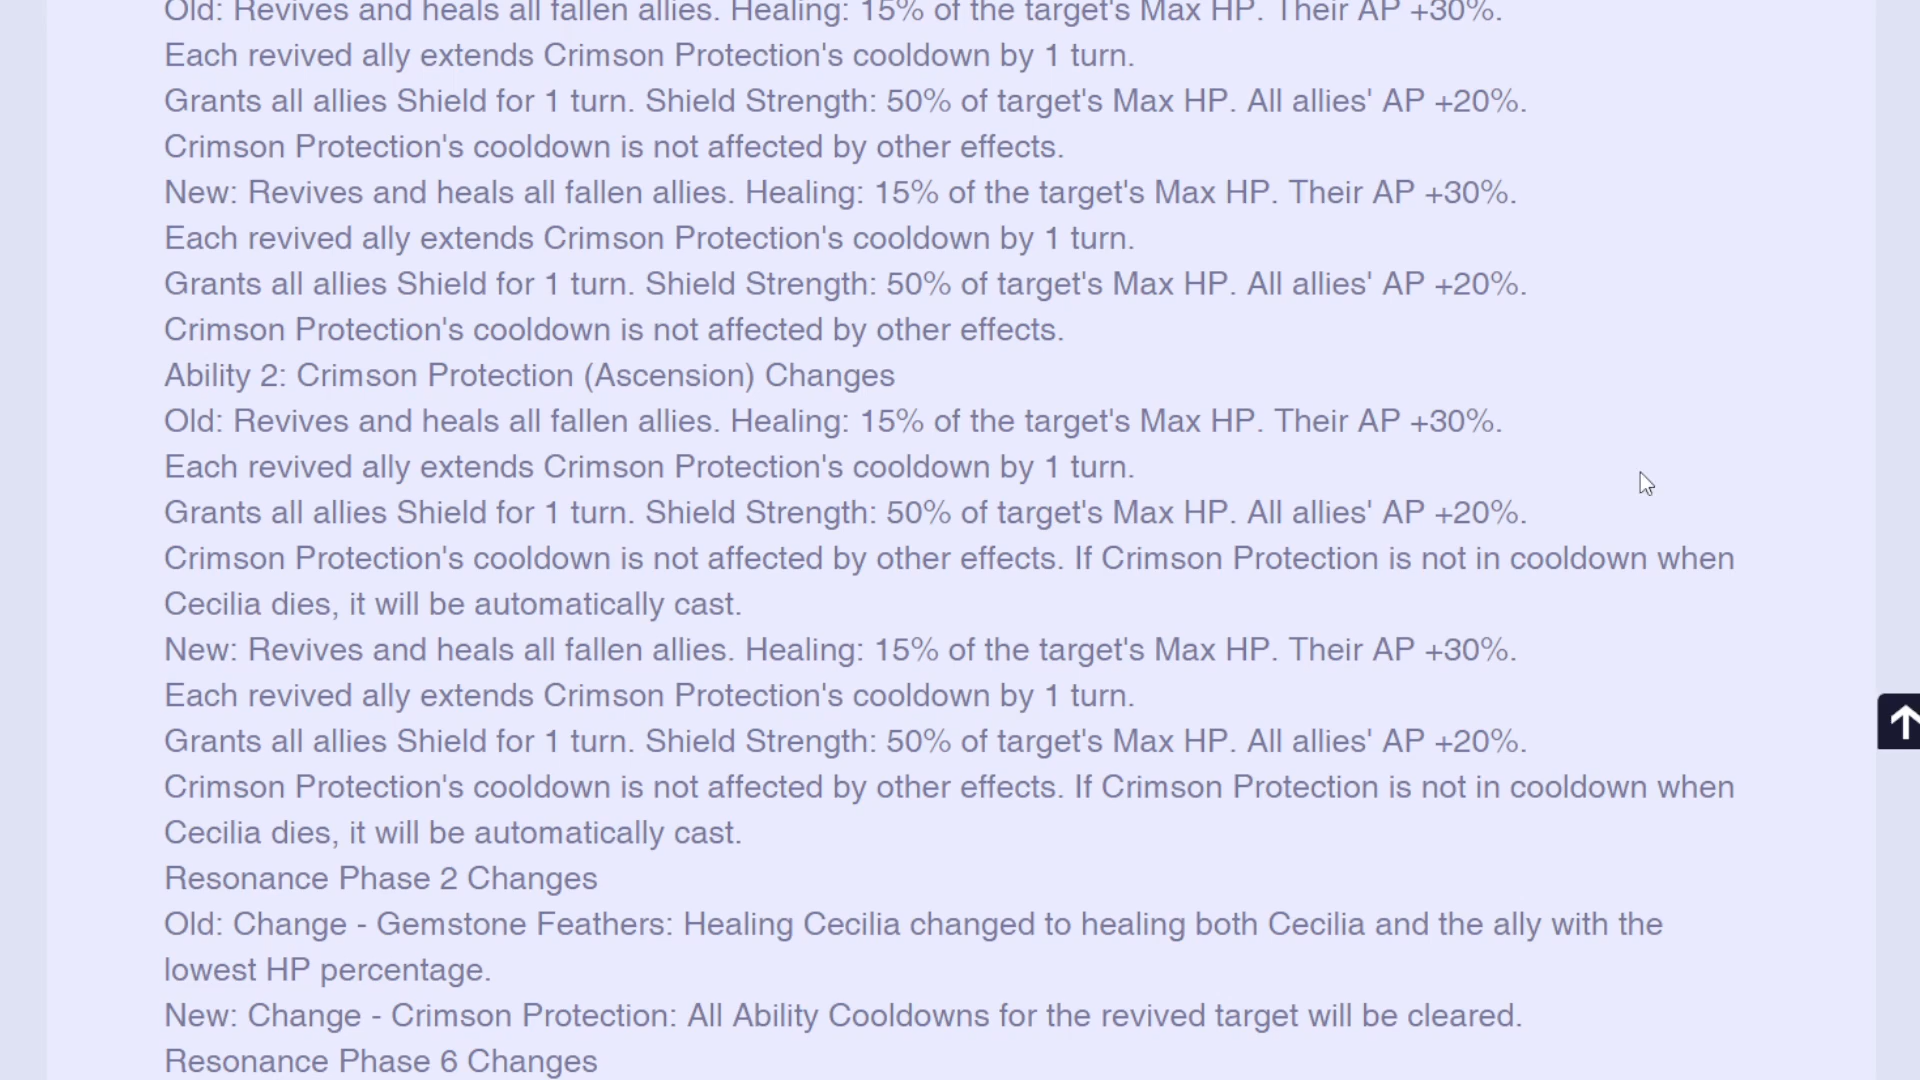 Old: Revives and heals all fallen allies. Healing: 15% of the target's Max HP. Their AP +30%.
Each revived ally extends Crimson Protection's cooldown by 1 turn.
Grants all allies Shield for 1 turn. Shield Strength: 50% of target's Max HP. All allies' AP +20%.
Crimson Protection's cooldown is not affected by other effects.
New: Revives and heals all fallen allies. Healing: 15% of the target's Max HP. Their AP +30%.
Each revived ally extends Crimson Protection's cooldown by 1 turn.
Grants all allies Shield for 1 turn. Shield Strength: 50% of target's Max HP. All allies' AP +20%.
Crimson Protection's cooldown is not affected by other effects.
Ability 2: Crimson Protection (Ascension) Changes
Old: Revives and heals all fallen allies. Healing: 15% of the target's Max HP. Their AP +30%.
Each revived ally extends Crimson Protection's cooldown by 1 turn.
Grants all allies Shield for 1 turn. Shield Strength: 50% of target's Max HP. All allies' AP +20%.
Crimson Protection's cooldown is not affected by other effects. If Crimson Protection is not in cooldown when
Cecilia dies, it will be automatically cast.
New: Revives and heals all fallen allies. Healing: 15% of the target's Max HP. Their AP +30%.
Each revived ally extends Crimson Protection's cooldown by 1 turn.
Grants all allies Shield for 1 turn. Shield Strength: 50% of target's Max HP. All allies' AP +20%.
Crimson Protection's cooldown is not affected by other effects. If Crimson Protection is not in cooldown when
Cecilia dies, it will be automatically cast.
Resonance Phase 2 Changes
Old: Change - Gemstone Feathers: Healing Cecilia changed to healing both Cecilia and the ally with the
lowest HP percentage.
New: Change - Crimson Protection: All Ability Cooldowns for the revived target will be cleared.
Resonance Phase 6 Changes